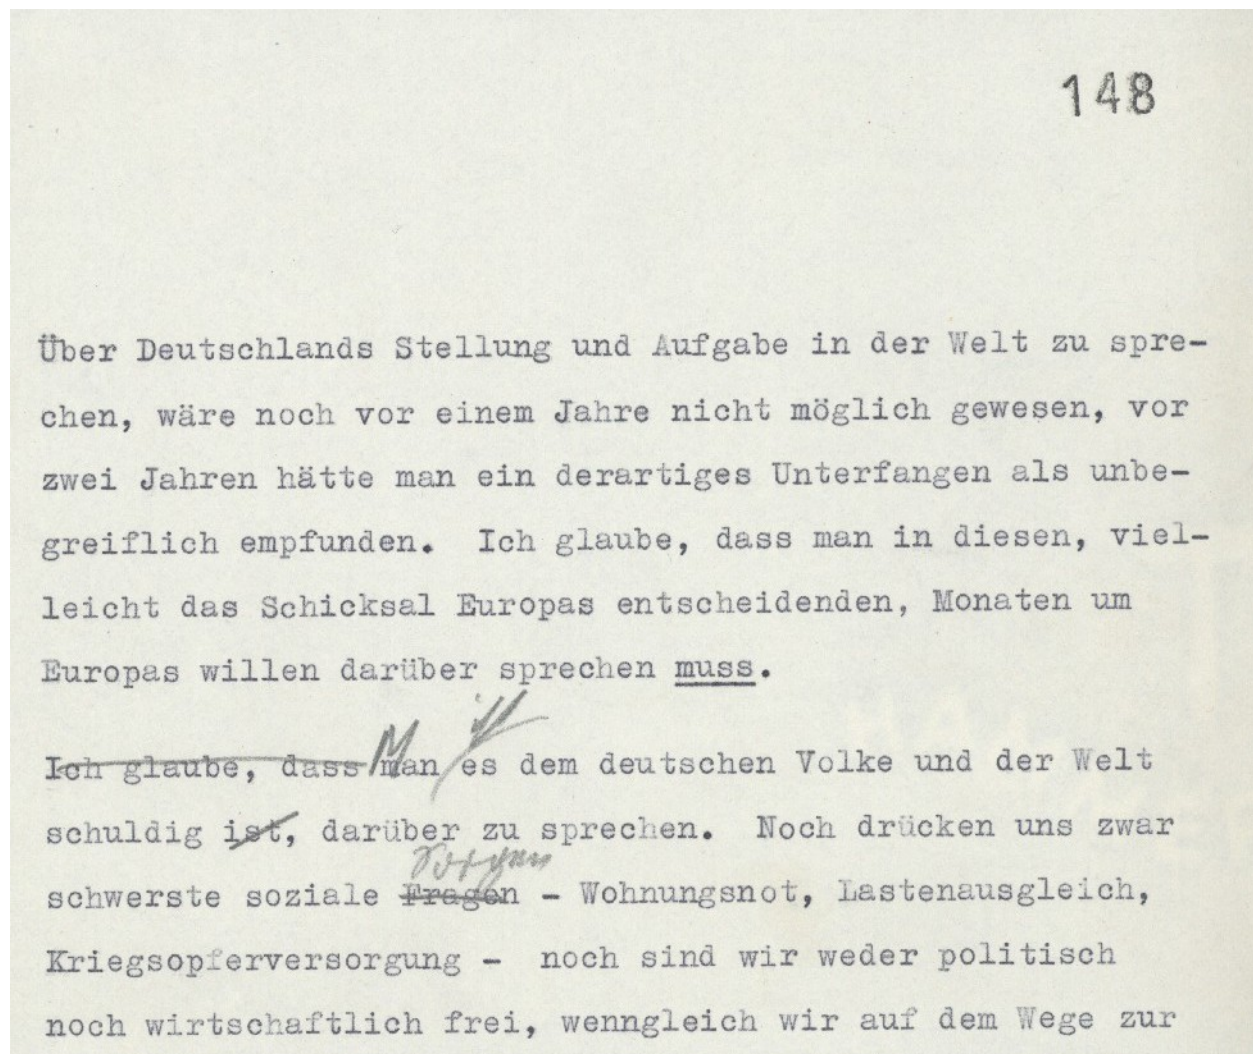 148
Über Deutschlands Stellung und Aufgabe in der Welt zu spre-
chen, wäre noch vor einem Jahre nicht möglich gewesen, vor
zwei Jahren hätte man ein derartiges Unterfangen als unbe-
greiflich empfunden. Ich glaube, dass man in diesen, viel-
leicht das Schicksal Europas entscheidenden, Monaten um
Europas willen darüber sprechen muss.
ist
Ich glaube, dass Man es dem deutschen Volke und der Welt
schuldig ist, darüber zu sprechen. Noch drücken uns zwar
Sorgen
schwerste soziale Fragen - Wohnungsnot, Lastenausgleich,
Kriegsopferversorgung - noch sind wir weder politisch
noch wirtschaftlich frei, wenngleich wir auf dem Wege zur